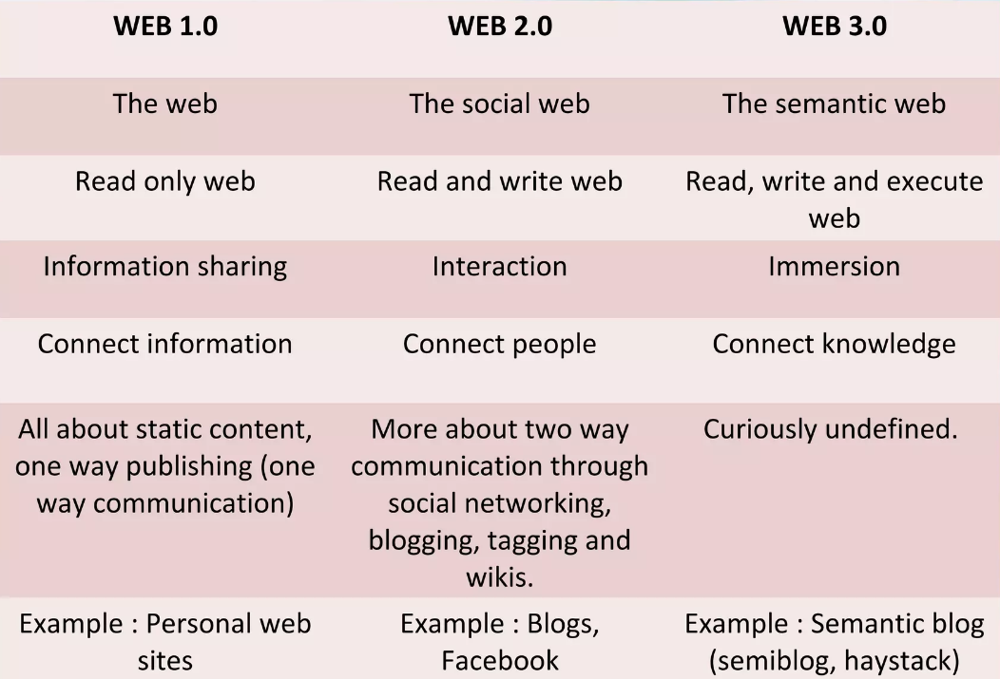 WEB 1.0 WEB 2.0 WEB 3.0
The web The social web The semantic web
Read only web Read and write web Read, write and execute
web
Information sharing Interaction Immersion
Connect information Connect people Connect knowledge
All about static content, More about two way Curiously undefined.
one way publishing (one communication through
way communication) social networking,
blogging, tagging and
wikis.
Example : Personal web Example : Blogs, Example : Semantic blog
sites Facebook (semiblog, haystack)